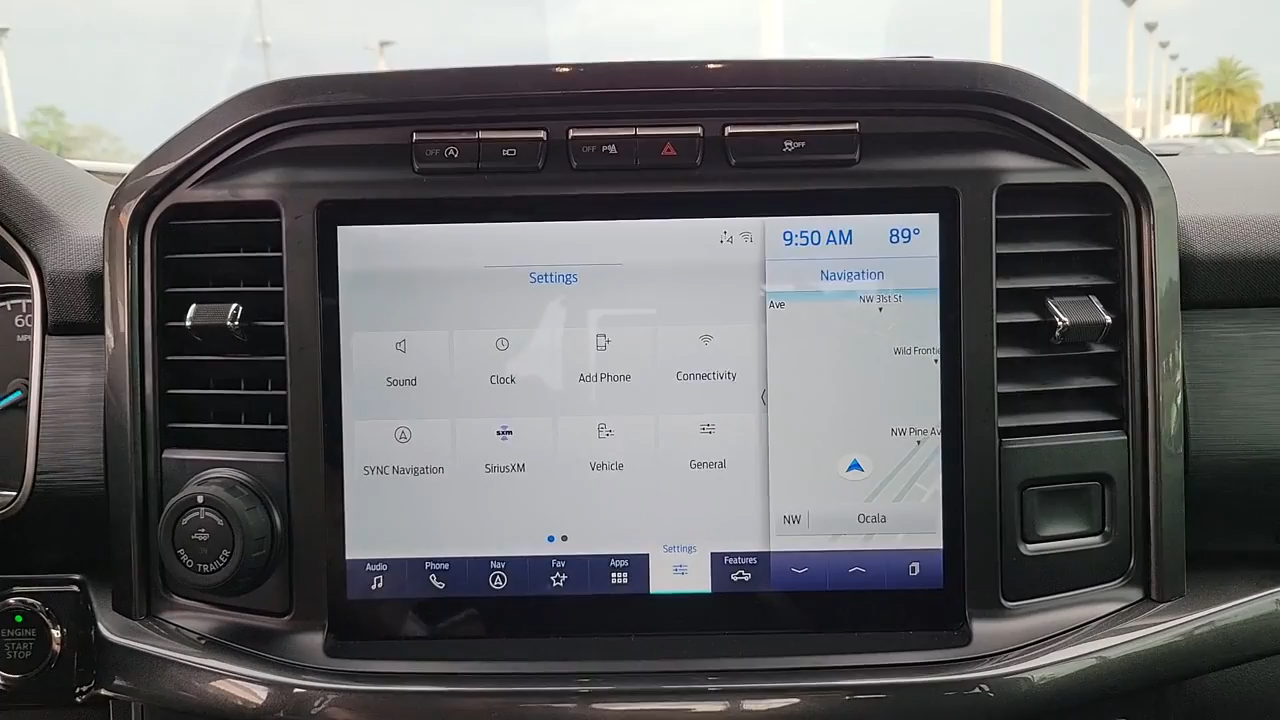 OFF
OFF
OFF
9:50 AM 89°
Settings
Navigation
Ave
NW 31st St
Wild Frontie
60
MPH
Sound
Clock
Add Phone
Connectivity
NW Pine Av
SYNC Navigation
sxm
SiriusXM
Vehicle
General
NW
Ocala
PRO TRAILER
Audio
Phone
Nav
Fav
Apps
Settings
Features
ENGINE
START
STOP